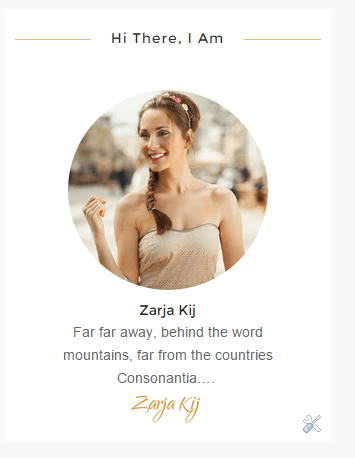 Hi There, I Am
Zarja Kij
Far far away, behind the word
mountains, far from the countries
Consonantia....
Zarja Kij